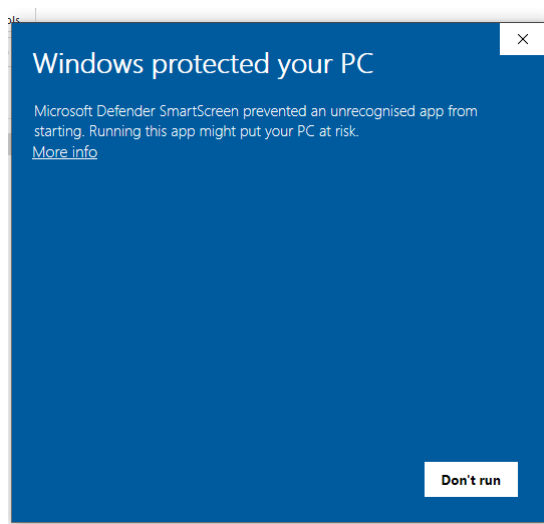 ols
Windows protected your PC
Microsoft Defender SmartScreen prevented an unrecognised app from
starting. Running this app might put your PC at risk.
More info
Don't run